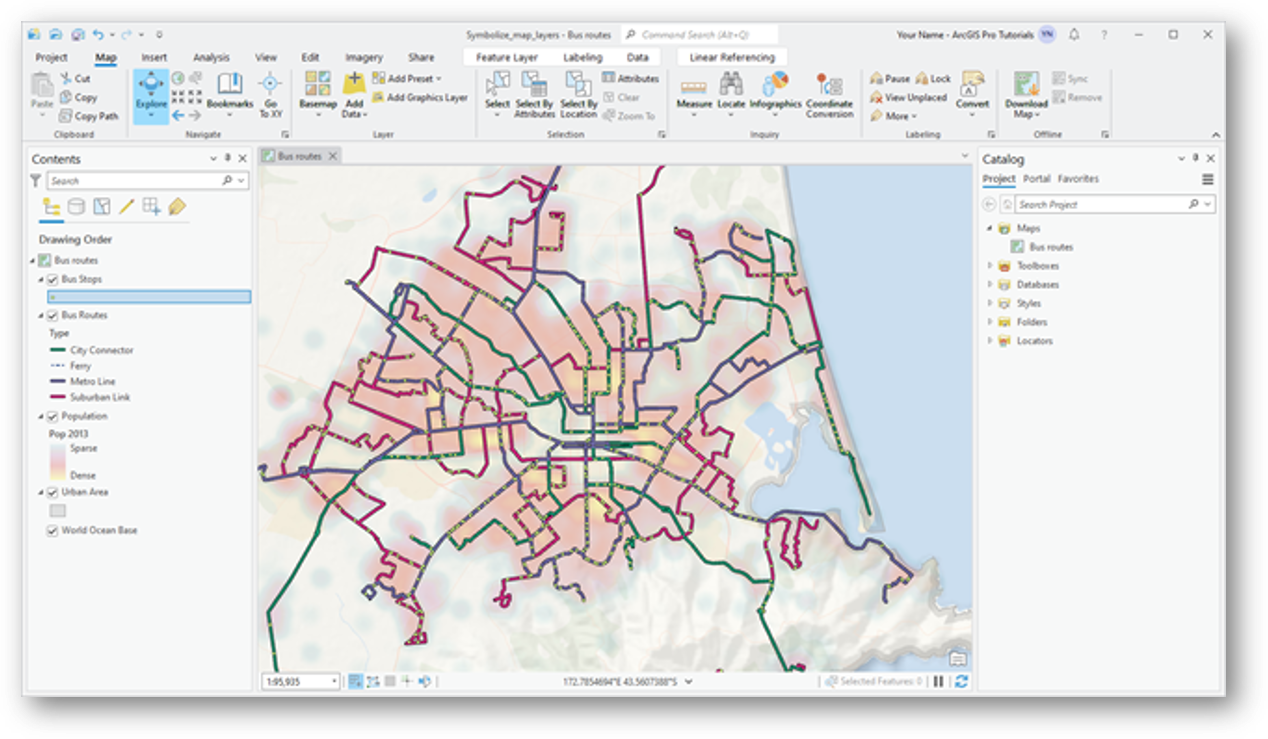 Symbolize_map_layers - Bus routes
Command Search (Alt+Q)
Your Name - ArcGIS Pro Tutorials
YN
?
Project Map Insert Analysis View Edit Imagery Share Feature Layer Labeling Data Linear Referencing
Paste
Cut
Copy
Copy Path
Clipboard
Explore
Bookmarks
Go
To XY
Navigate
Basemap
Add
Data
Add Preset
Add Graphics Layer
Layer
Select
Select By
Attributes
Select By
Location
Attributes
Clear
Zoom To
Selection
Measure
Locate
Infographics
Coordinate
Conversion
Inquiry
Pause
Lock
View Unplaced
More
Convert
Labeling
Download
Map
Sync
Remove
Offline
Contents
Search
Drawing Order
Bus routes
Bus Stops
Bus Routes
Type
City Connector
Ferry
Metro Line
Suburban Link
Population
Pop 2013
Sparse
Dense
Urban Area
World Ocean Base
Bus routes
1:95,935
172.7854694°E 43.5607388°S
Selected Features: 0
Catalog
Project Portal Favorites
Search Project
Maps
Bus routes
Toolboxes
Databases
Styles
Folders
Locators